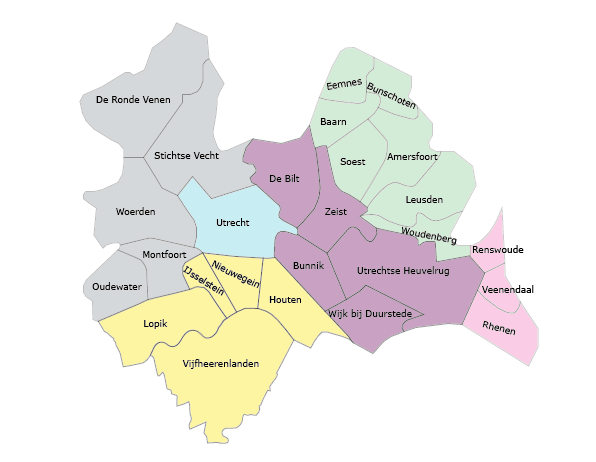 Eemnes
Bunschoten
De Ronde Venen
Baarn
Stichtse Vecht
Soest
Amersfoort
De Bilt
Leusden
Woerden
Zeist
Utrecht
Woudenberg
Renswoude
Montfoort
Nieuwegein
Bunnik
Utrechtse Heuvelrug
IJsselstein
Oudewater
Veenendaal
Houten
Wijk bij Duurstede
Lopik
Rhenen
Vijfheerenlanden